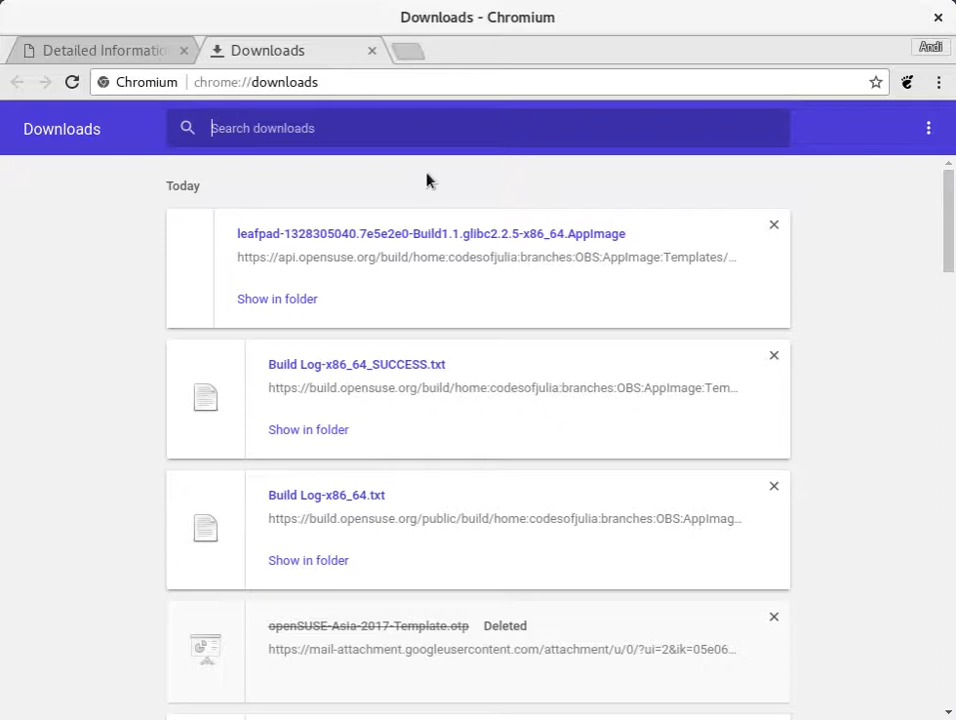 Downloads - Chromium
Detailed Informatio
Downloads
Andi
Chromium
chrome://downloads
Downloads
Search downloads
Today
leafpad-1328305040.7e5e2e0-Build1.1.glibc2.2.5-x86_64.AppImage
https://api.opensuse.org/build/home:codesofjulia:branches:OBS:AppImage:Templates/...
Show in folder
Build Log-x86_64_SUCCESS.txt
https://build.opensuse.org/build/home:codesofjulia:branches:OBS:AppImage:Tem...
Show in folder
Build Log-x86_64.txt
https://build.opensuse.org/public/build/home:codesofjulia:branches:OBS:AppImag...
Show in folder
openSUSE-Asia-2017-Template.otp Deleted
https://mail-attachment.googleusercontent.com/attachment/u/0/?ui=2&ik=05e06...